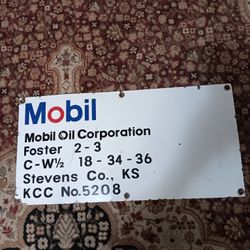 Mobil
Mobil Oil Corporation
Foster 2-3
C-W½ 18-34-36
Stevens Co., KS
KCC No.5208